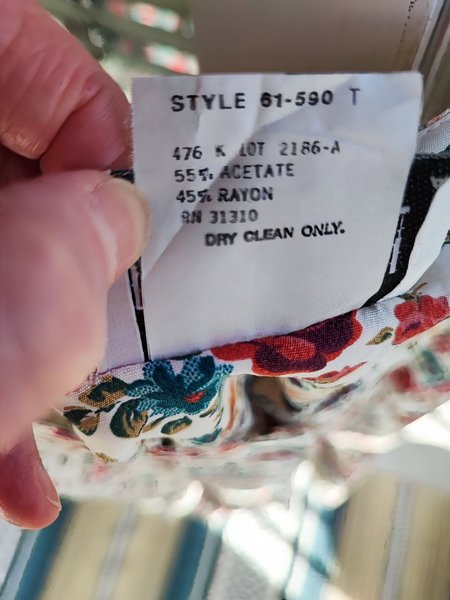 STYLE 61-590 T
476 K LOT 2186-A
55% ACETATE
45% RAYON
RN 31310
DRY CLEAN ONLY.